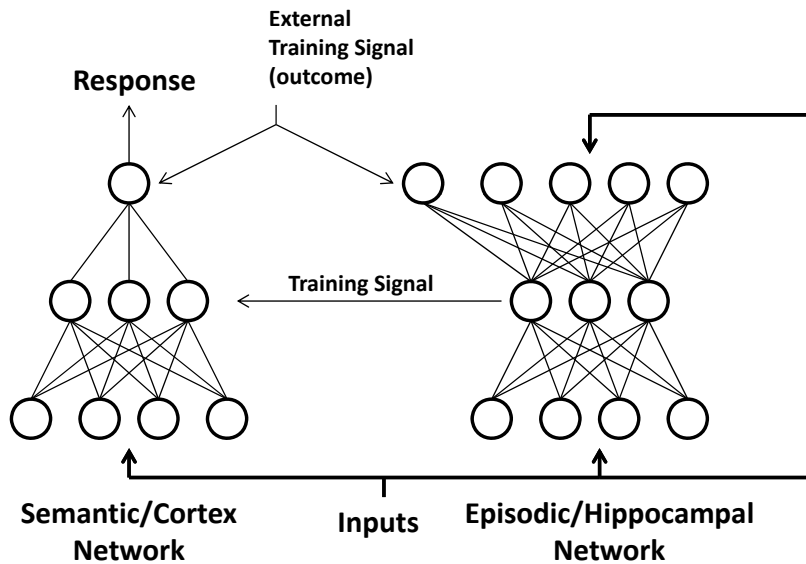 External
Training Signal
(outcome)
Response
Training Signal
Semantic/Cortex
Network
Inputs
Episodic/Hippocampal
Network